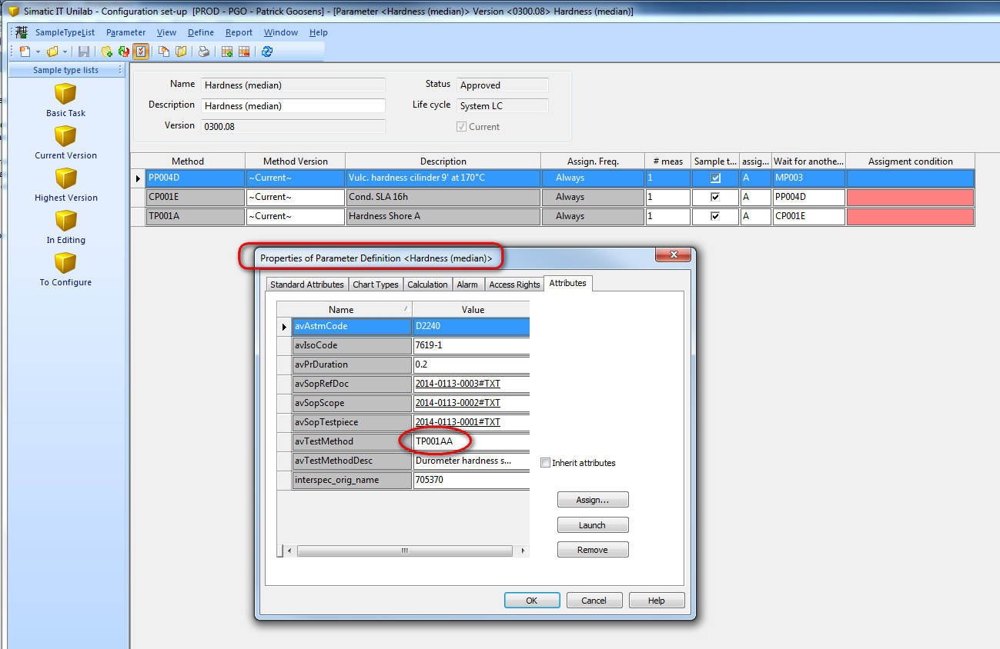 Simatic IT Unilab - Configuration set-up [PROD - PGO - Patrick Goosens] - [Parameter <Hardness (median)> Version <0300.08> Hardness (median)]
SampleTypeList Parameter View Define Report Window Help
Sample type lists
Basic Task
Current Version
Highest Version
In Editing
To Configure
Name Hardness (median) Status Approved
Description Hardness (median) Life cycle System LC
Version 0300.08 Current
Method Method Version Description Assign. Freq. # meas Sample t... assig... Wait for anothe... Assigment condition
PP004D ~Current~ Vulc. hardness cilinder 9' at 170°C Always 1 A MP003
CP001E ~Current~ Cond. SLA 16h Always 1 A PP004D
TP001A ~Current~ Hardness Shore A Always 1 A CP001E
Properties of Parameter Definition <Hardness (median)>
Standard Attributes Chart Types Calculation Alarm Access Rights Attributes
Name Value
avAstmCode D2240
avIsoCode 7619-1
avPrDuration 0.2
avSopRefDoc 2014-0113-0003#TXT
avSopScope 2014-0113-0002#TXT
avSopTestpiece 2014-0113-0001#TXT
avTestMethod TP001AA
avTestMethodDesc Durometer hardness s...
interspec_orig_name 705370
Inherit attributes
Assign...
Launch
Remove
OK Cancel Help